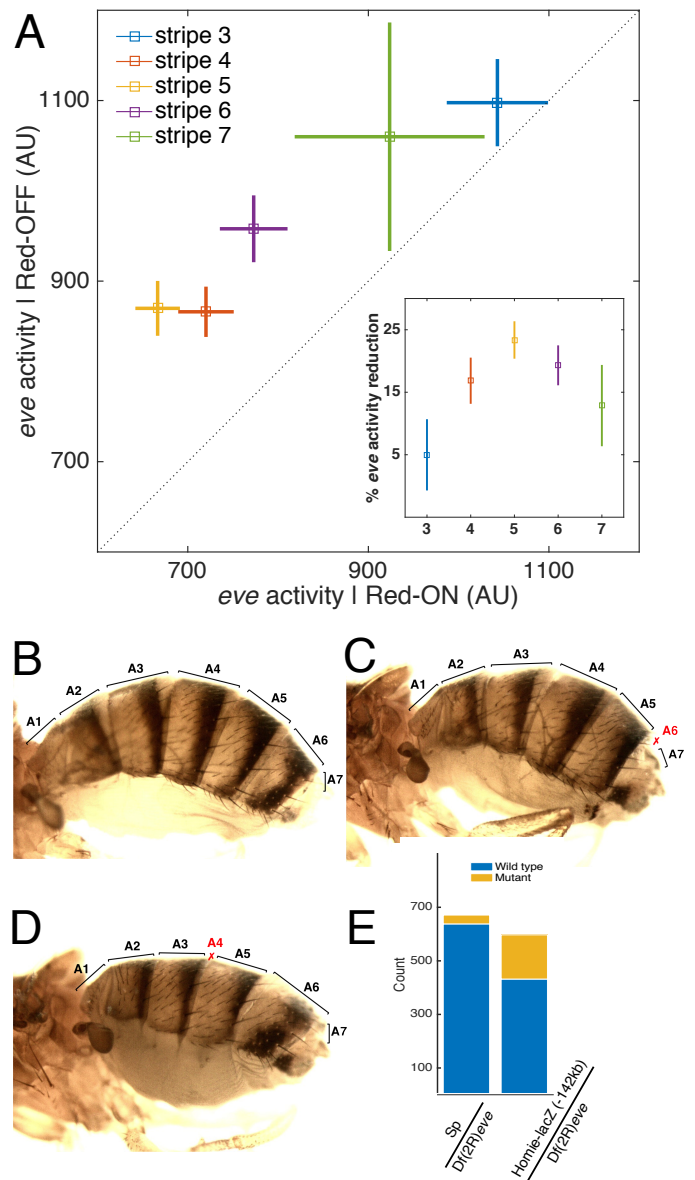 A
stripe 3
stripe 4
stripe 5
stripe 6
stripe 7
1100
900
700
eve activity | Red-OFF (AU)
25
15
5
% eve activity reduction
3 4 5 6 7
700 900 1100
eve activity | Red-ON (AU)
B
A1
A2
A3
A4
A5
A6
A7
C
A1
A2
A3
A4
A5
x A6
A7
D
A1
A2
A3
A4
x
A5
A6
A7
E
Wild type
Mutant
700
500
300
100
Count
Sp
Df(2R)eve
Homie-lacZ (-142kb)
Df(2R)eve